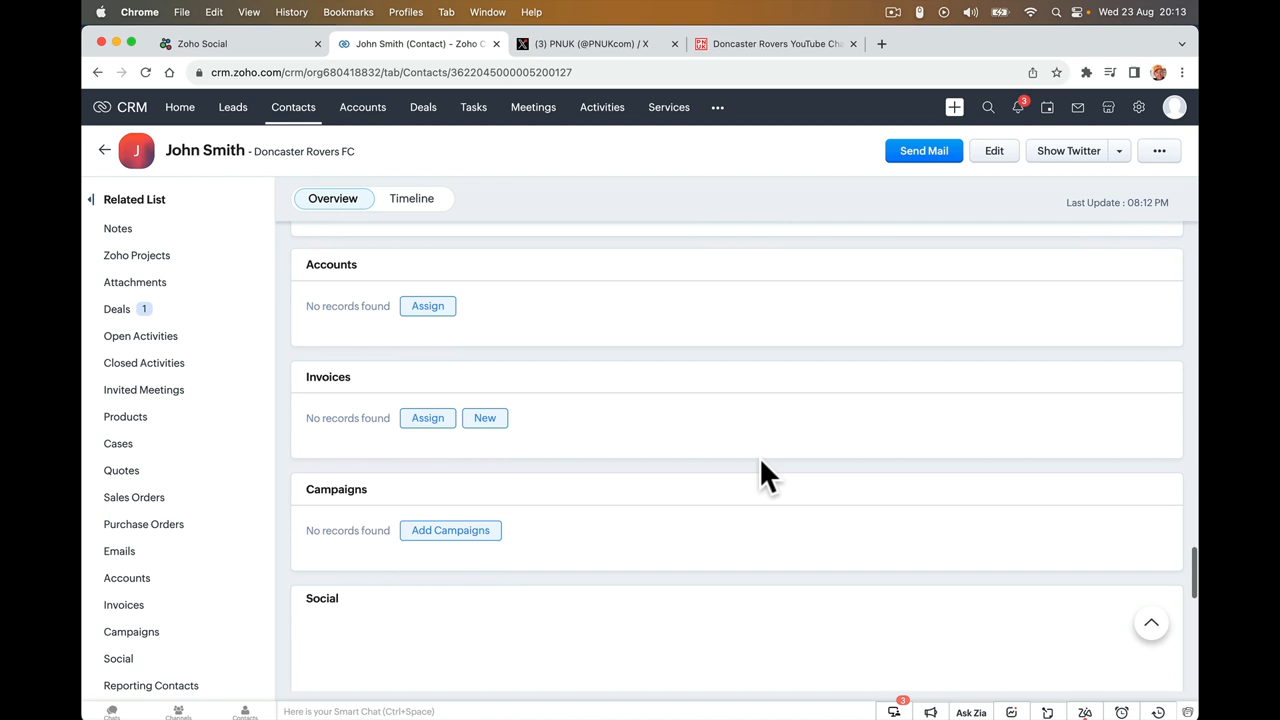 Chrome File Edit View History Bookmarks Profiles Tab Window Help Wed 23 Aug 20:13
Zoho Social John Smith (Contact) - Zoho C (3) PNUK (@PNUKcom) / X Doncaster Rovers YouTube Cha
crm.zoho.com/crm/org680418832/tab/Contacts/3622045000005200127
CRM Home Leads Contacts Accounts Deals Tasks Meetings Activities Services 3
J John Smith - Doncaster Rovers FC Send Mail Edit Show Twitter
Related List
Overview Timeline
Last Update : 08:12 PM
Notes
Zoho Projects
Attachments
Deals 1
Open Activities
Closed Activities
Invited Meetings
Products
Cases
Quotes
Sales Orders
Purchase Orders
Emails
Accounts
Invoices
Campaigns
Social
Reporting Contacts
Accounts
No records found Assign
Invoices
No records found Assign New
Campaigns
No records found Add Campaigns
Social
Chats Channels Contacts Here is your Smart Chat (Ctrl+Space) 3 Ask Zia